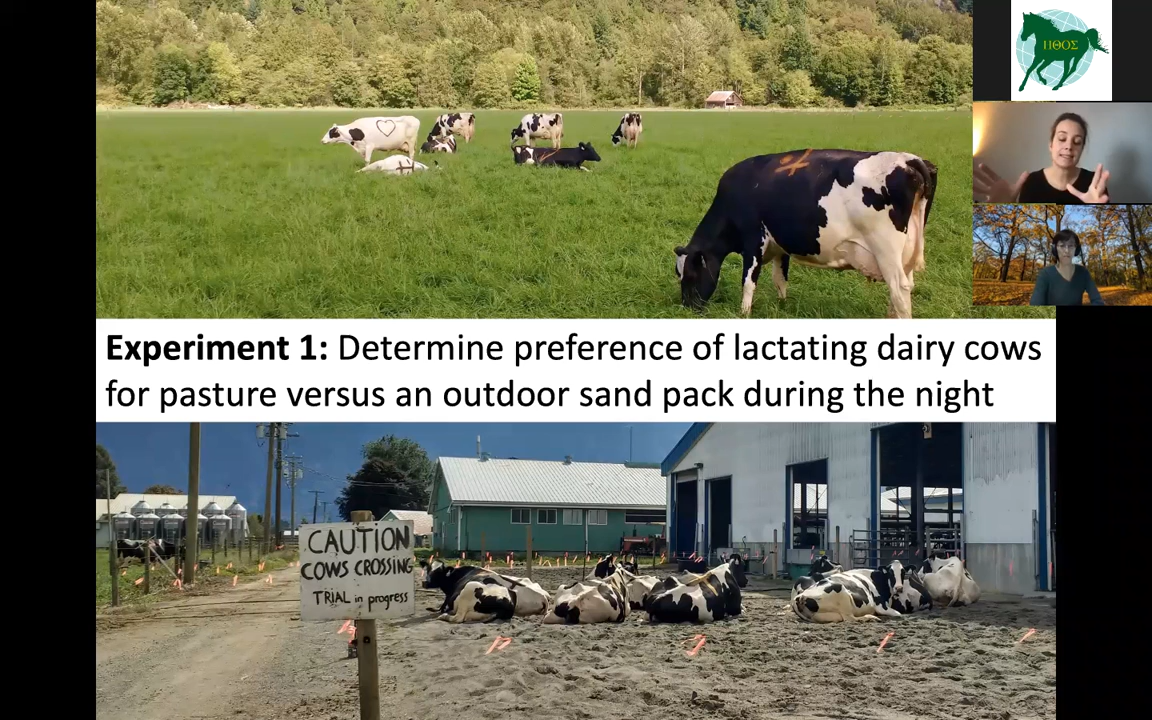 ΗΘΟΣ
Experiment 1: Determine preference of lactating dairy cows
for pasture versus an outdoor sand pack during the night
CAUTION
COWS CROSSING
TRIAL in progress